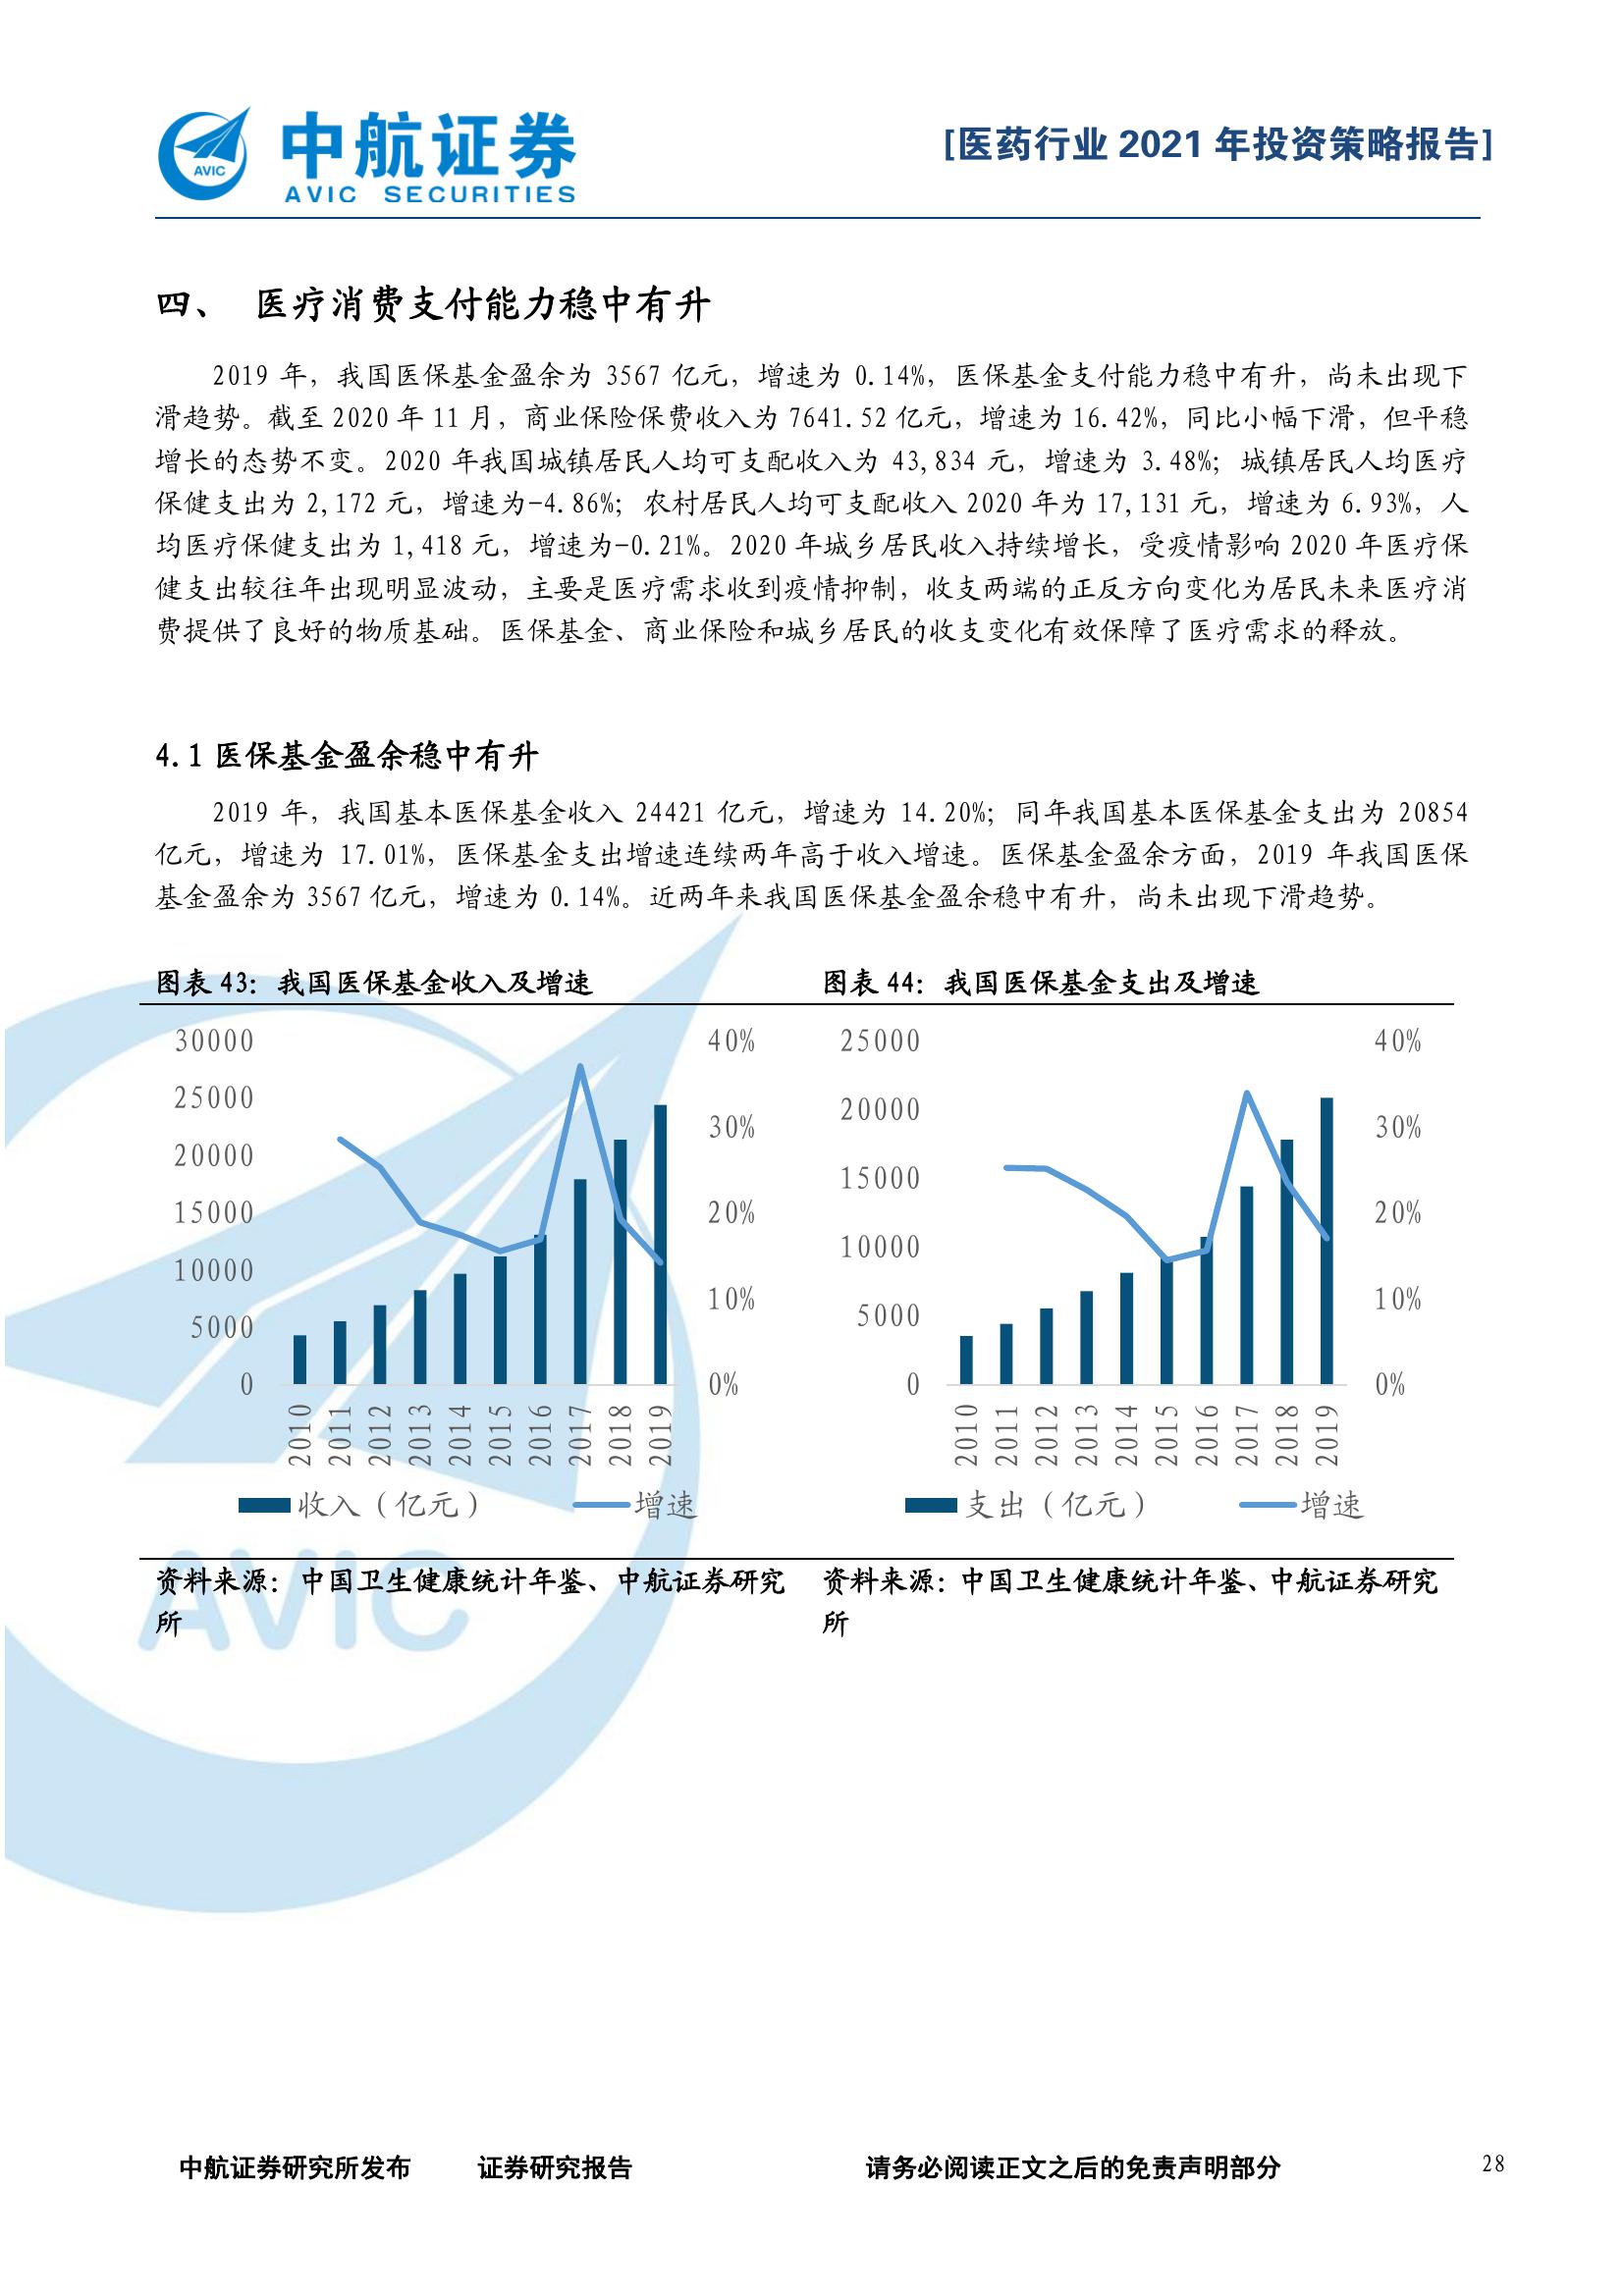 AVIC
中航证券
AVIC SECURITIES
[医药行业 2021 年投资策略报告]
四、 医疗消费支付能力稳中有升
2019 年，我国医保基金盈余为 3567 亿元，增速为 0.14%，医保基金支付能力稳中有升，尚未出现下
滑趋势。截至 2020 年 11 月，商业保险保费收入为 7641.52 亿元，增速为 16.42%，同比小幅下滑，但平稳
增长的态势不变。2020 年我国城镇居民人均可支配收入为 43,834 元，增速为 3.48%；城镇居民人均医疗
保健支出为 2,172 元，增速为-4.86%；农村居民人均可支配收入 2020 年为 17,131 元，增速为 6.93%，人
均医疗保健支出为 1,418 元，增速为-0.21%。2020 年城乡居民收入持续增长，受疫情影响 2020 年医疗保
健支出较往年出现明显波动，主要是医疗需求收到疫情抑制，收支两端的正反方向变化为居民未来医疗消
费提供了良好的物质基础。医保基金、商业保险和城乡居民的收支变化有效保障了医疗需求的释放。
4.1 医保基金盈余稳中有升
2019 年，我国基本医保基金收入 24421 亿元，增速为 14.20%；同年我国基本医保基金支出为 20854
亿元，增速为 17.01%，医保基金支出增速连续两年高于收入增速。医保基金盈余方面，2019 年我国医保
基金盈余为 3567 亿元，增速为 0.14%。近两年来我国医保基金盈余稳中有升，尚未出现下滑趋势。
图表 43：我国医保基金收入及增速
30000
25000
20000
15000
10000
5000
0
40%
30%
20%
10%
0%
2010 2011 2012 2013 2014 2015 2016 2017 2018 2019
收入（亿元） 增速
资料来源：中国卫生健康统计年鉴、中航证券研究
所
图表 44：我国医保基金支出及增速
25000
20000
15000
10000
5000
0
40%
30%
20%
10%
0%
2010 2011 2012 2013 2014 2015 2016 2017 2018 2019
支出（亿元） 增速
资料来源：中国卫生健康统计年鉴、中航证券研究
所
AVIC
中航证券研究所发布 证券研究报告 请务必阅读正文之后的免责声明部分 28